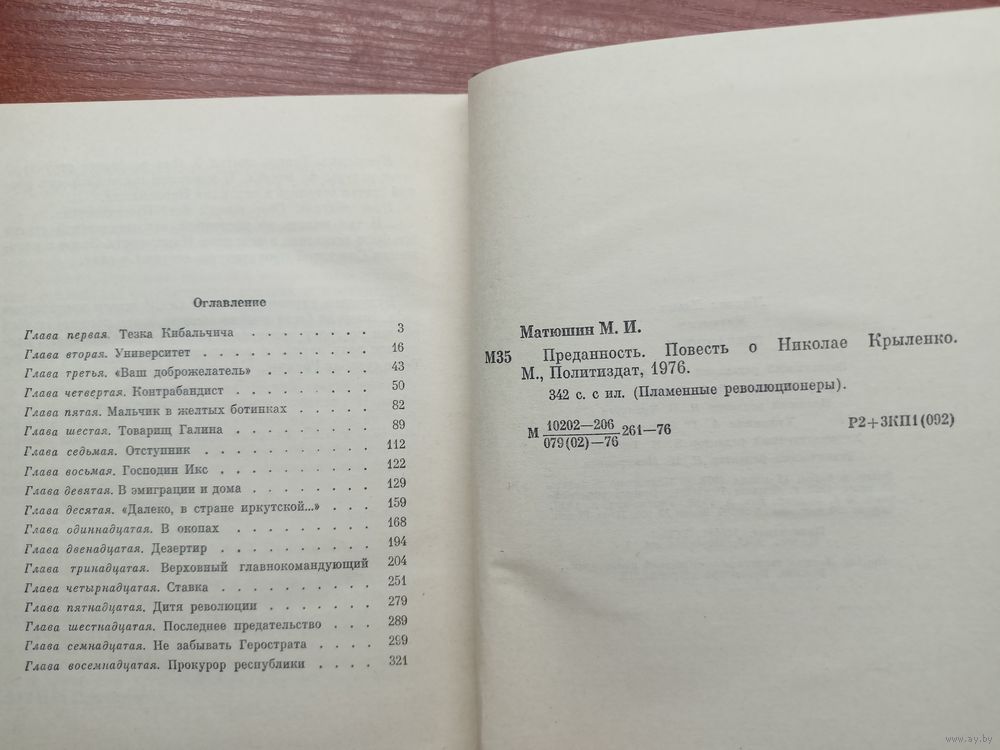 Оглавление
Глава первая. Тезка Кибальчича . . . . . . . . 3
Глава вторая. Университет . . . . . . . . . . . 16
Глава третья. «Ваш доброжелатель» . . . . . . . 43
Глава четвертая. Контрабандист . . . . . . . . 50
Глава пятая. Мальчик в желтых ботинках . . . . . 82
Глава шестая. Товарищ Галина . . . . . . . . . 89
Глава седьмая. Отступник . . . . . . . . . . . 112
Глава восьмая. Господин Икс . . . . . . . . . . 122
Глава девятая. В эмиграции и дома . . . . . . . 129
Глава десятая. «Далеко, в стране иркутской...» . . . 159
Глава одиннадцатая. В окопах . . . . . . . . . 168
Глава двенадцатая. Дезертир . . . . . . . . . . 194
Глава тринадцатая. Верховный главнокомандующий 204
Глава четырнадцатая. Ставка . . . . . . . . . . 251
Глава пятнадцатая. Дитя революции . . . . . . . 279
Глава шестнадцатая. Последнее предательство . . . 289
Глава семнадцатая. Не забывать Герострата . . . . 299
Глава восемнадцатая. Прокурор республики . . . . 321
Матюшин М. И.
М35 Преданность. Повесть о Николае Крыленко.
М., Политиздат, 1976.
342 с. с ил. (Пламенные революционеры).
М 10202—206
079(02)—76 261—76 Р2+3КП1(092)
www.ay.by